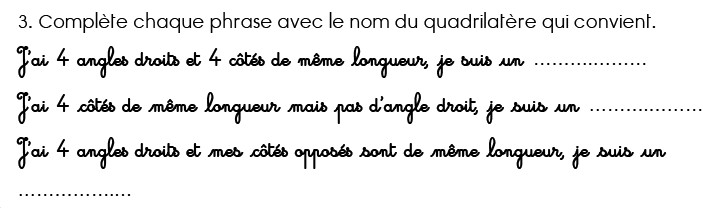 3. Complète chaque phrase avec le nom du quadrilatère qui convient.
J'ai 4 angles droits et 4 côtés de même longueur, je suis un ...................
J'ai 4 côtés de même longueur mais pas d'angle droit, je suis un ...................
J'ai 4 angles droits et mes côtés opposés sont de même longueur, je suis un
...................